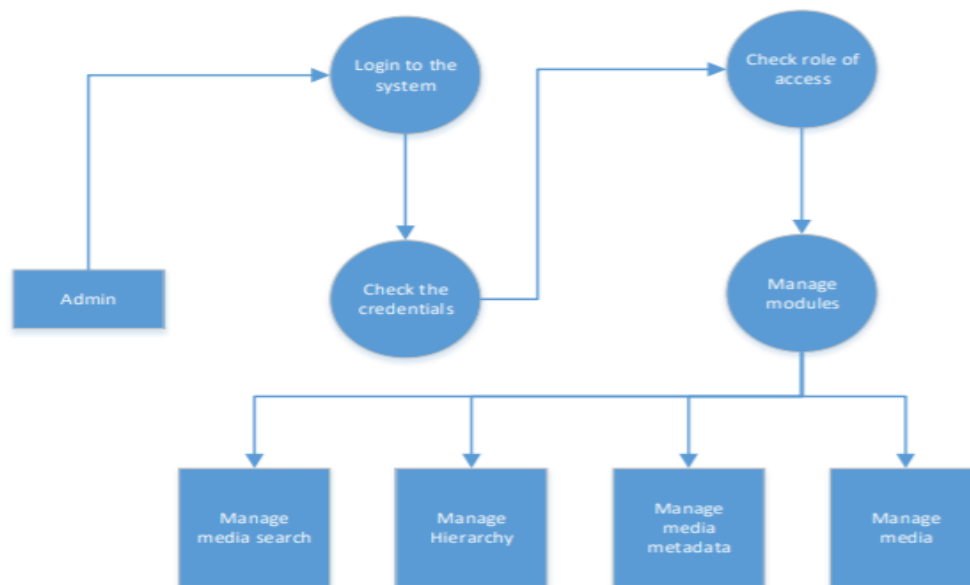 Login to the
system
Check role of
access
Admin
Check the
credentials
Manage
modules
Manage
media search
Manage
Hierarchy
Manage
media
metadata
Manage
media